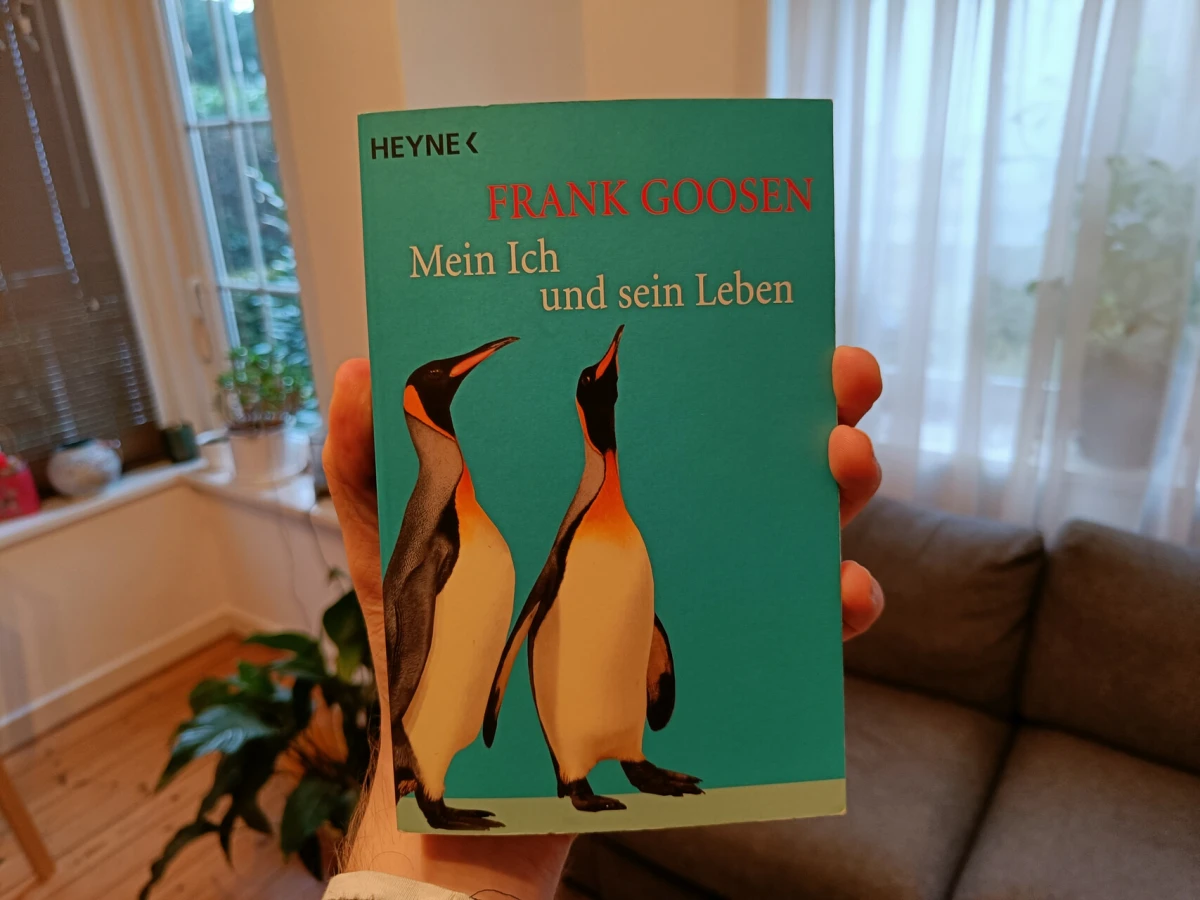 HEYNE<
FRANK GOOSEN
Mein Ich
und sein Leben